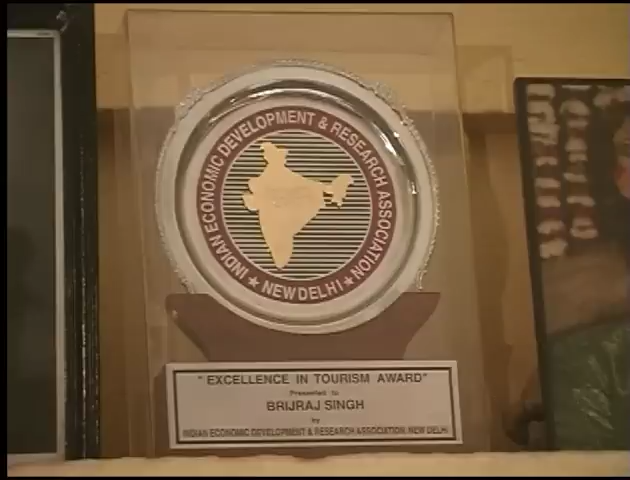 INDIAN ECONOMIC DEVELOPMENT & RESEARCH ASSOCIATION
★ NEW DELHI ★
"EXCELLENCE IN TOURISM AWARD"
Presented to
BRIJRAJ SINGH
by
INDIAN ECONOMIC DEVELOPMENT & RESEARCH ASSOCIATION, NEW DELHI